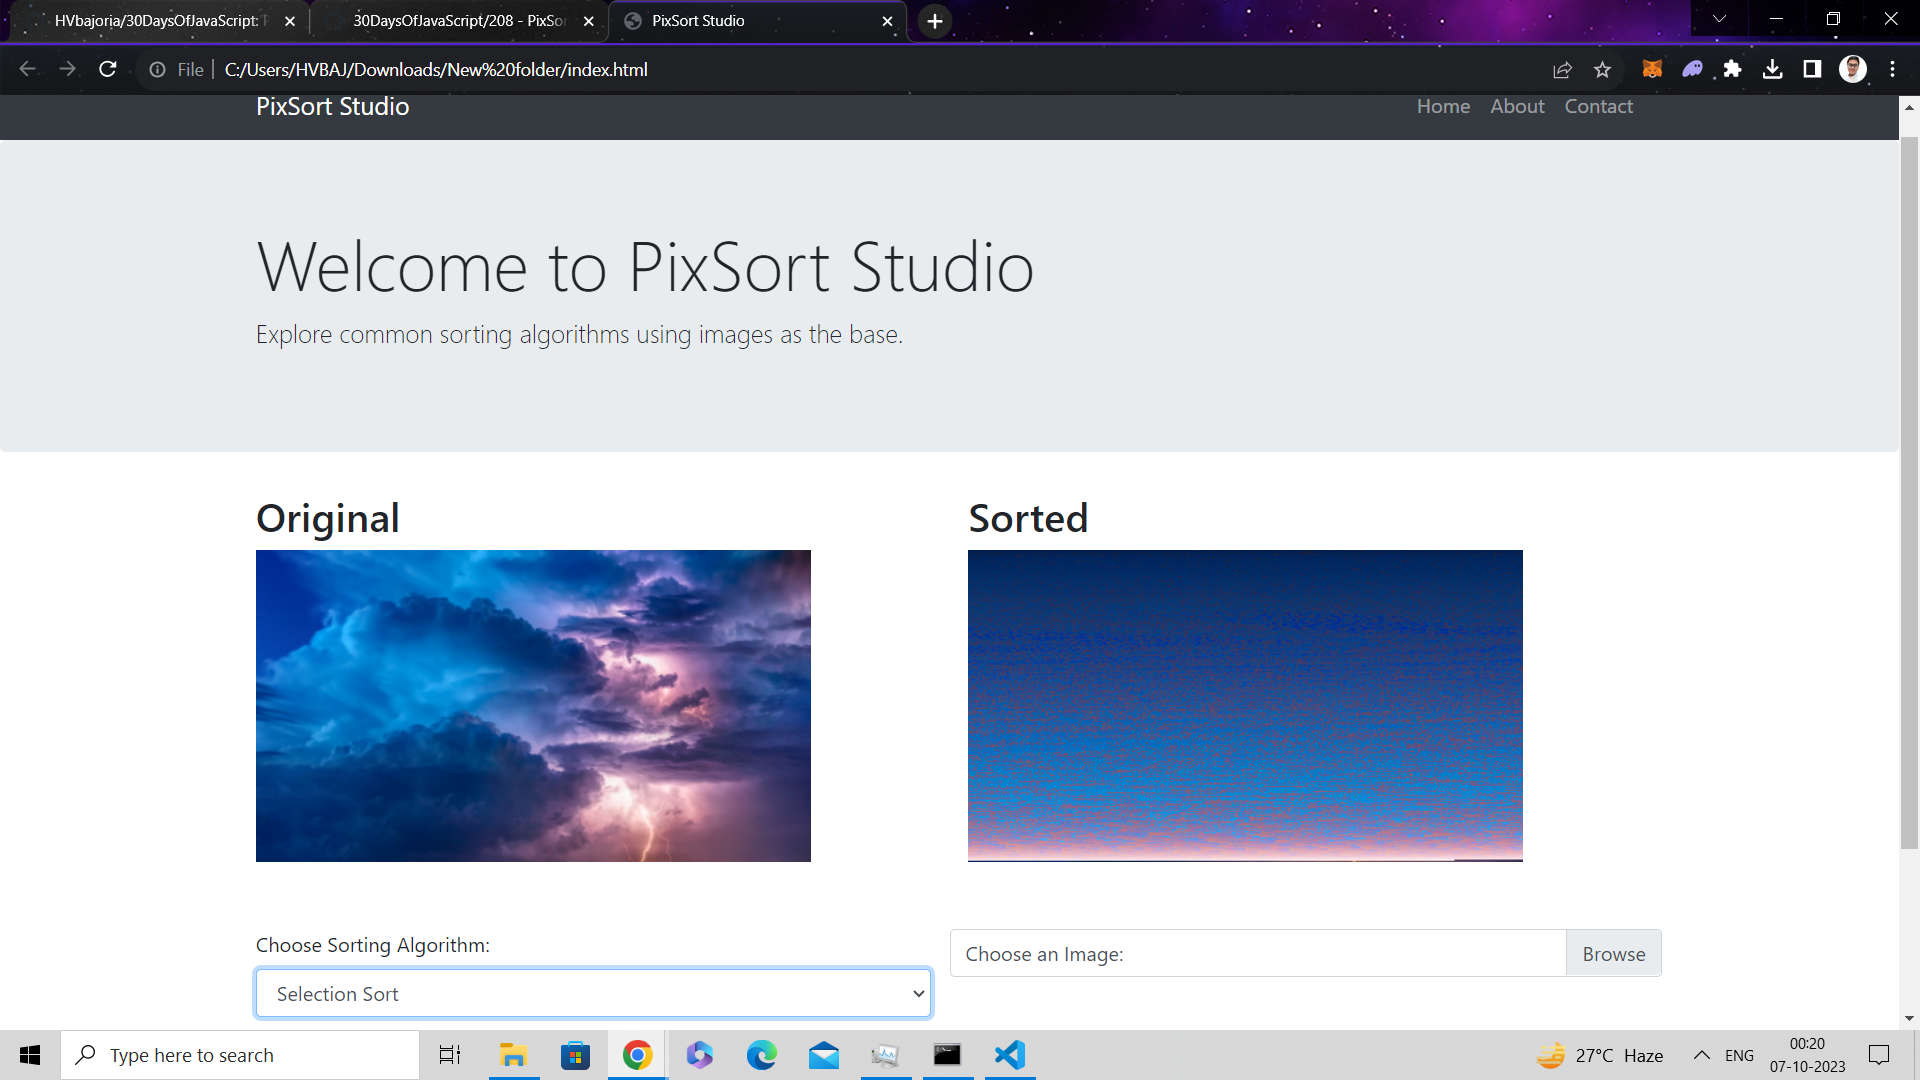 HVbajoria/30DaysOfJavaScript:
30DaysOfJavaScript/208 - PixSor
PixSort Studio
File
C:/Users/HVBAJ/Downloads/New%20folder/index.html
PixSort Studio
Home
About
Contact
Welcome to PixSort Studio
Explore common sorting algorithms using images as the base.
Original
Sorted
Choose Sorting Algorithm:
Selection Sort
Choose an Image:
Browse
Type here to search
27°C Haze
ENG
00:20
07-10-2023